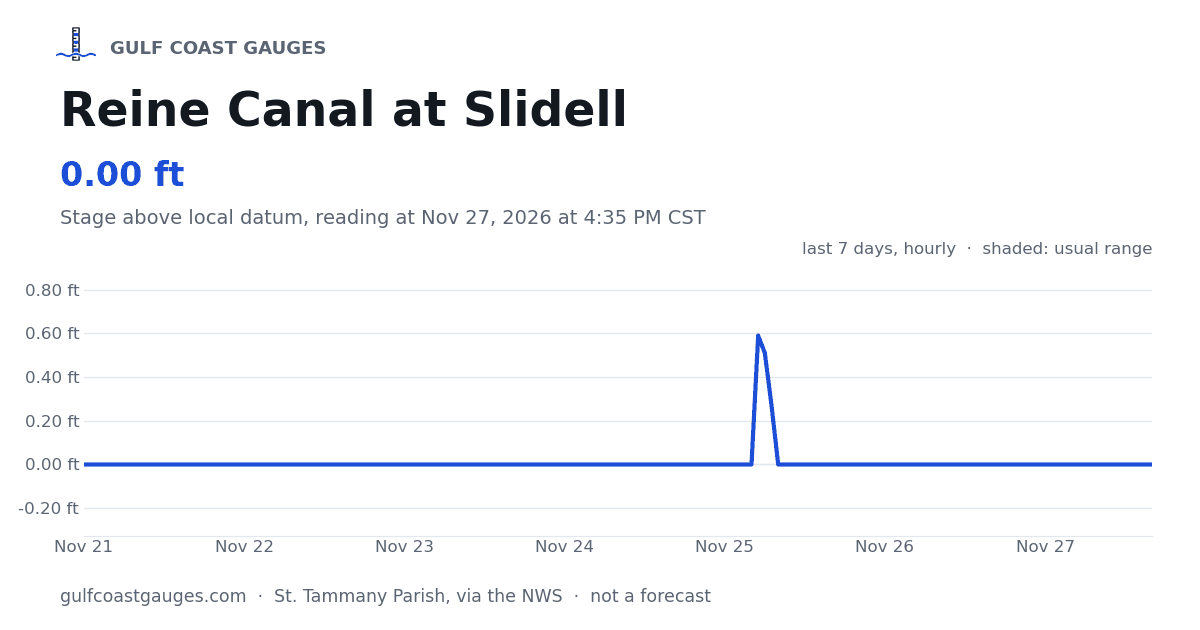 GULF COAST GAUGES
Reine Canal at Slidell
0.00 ft
Stage above local datum, reading at Nov 27, 2026 at 4:35 PM CST
last 7 days, hourly · shaded: usual range
0.80 ft
0.60 ft
0.40 ft
0.20 ft
0.00 ft
-0.20 ft
Nov 21 Nov 22 Nov 23 Nov 24 Nov 25 Nov 26 Nov 27
gulfcoastgauges.com · St. Tammany Parish, via the NWS · not a forecast